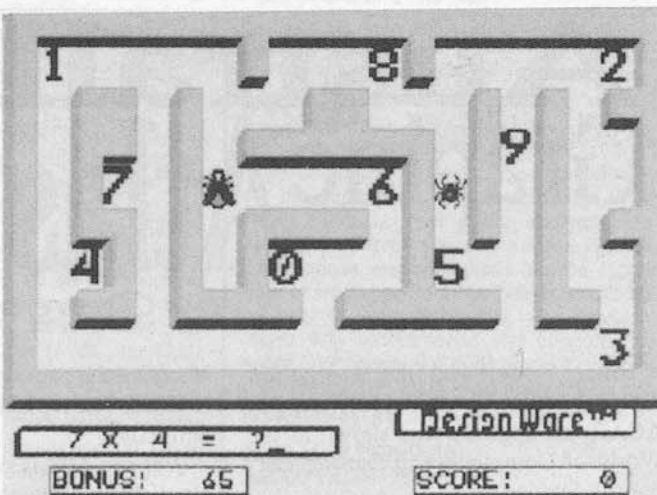 1 8 2
9
7 6
4 0 5
3
DesignWare™
7 X 4 = ?_
BONUS: 65
SCORE: 0